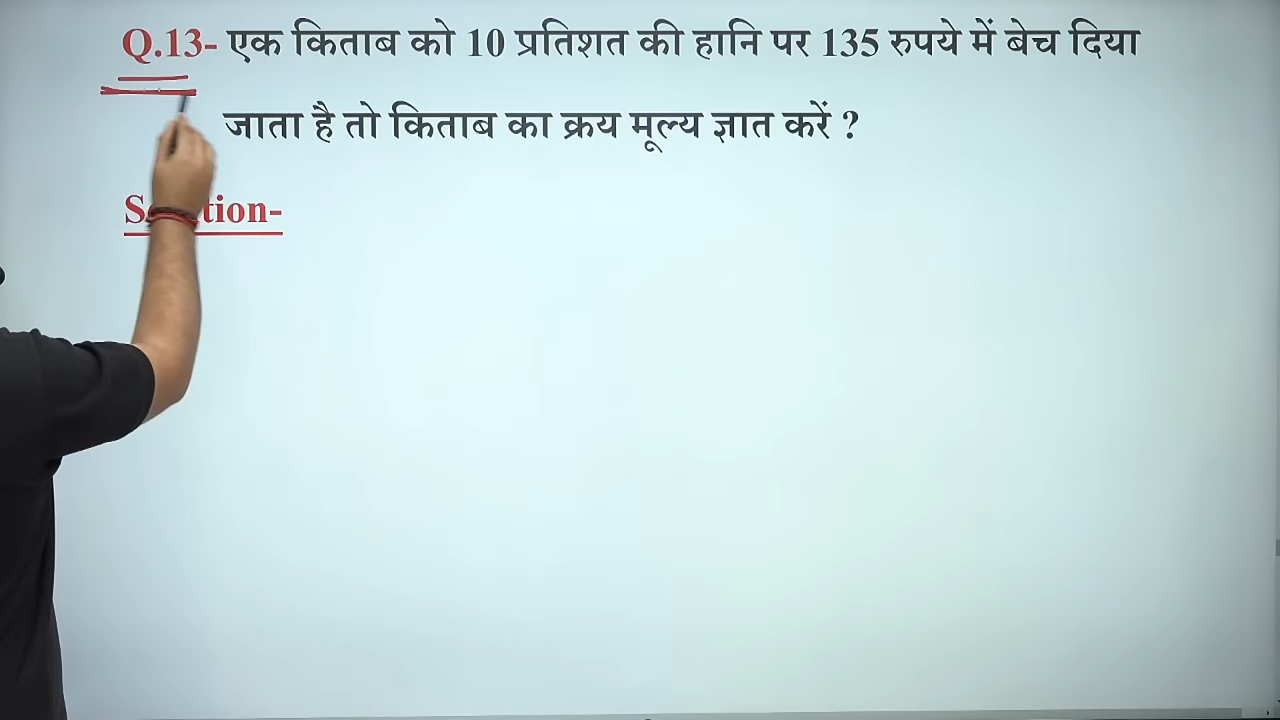 Q.13- एक किताब को 10 प्रतिशत की हानि पर 135 रुपये में बेच दिया
जाता है तो किताब का क्रय मूल्य ज्ञात करें ?